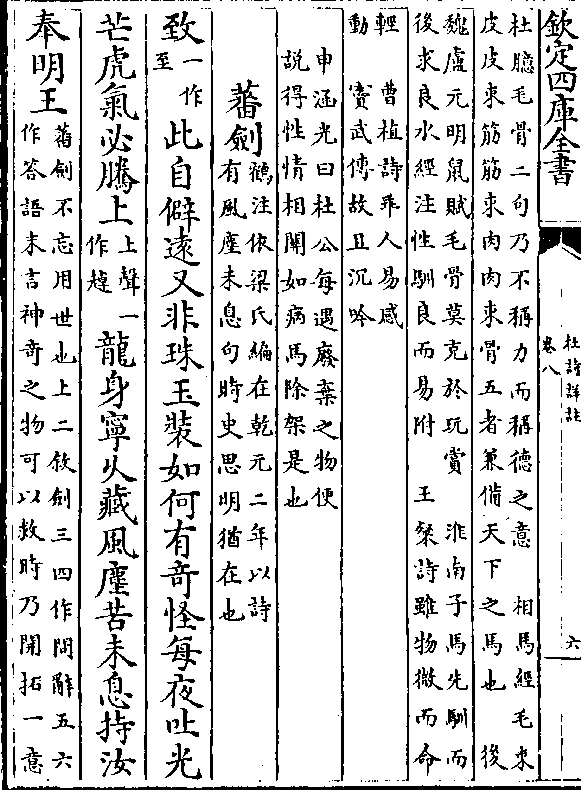 欽定四庫全書
杜詩詳註
卷八
六
杜臆毛骨二句乃不稱力而稱德之意　相馬經毛束
皮皮束筋筋束肉肉束骨五者兼備天下之馬也　後
魏盧元明鼠賦毛骨莫充於玩賞　淮南子馬先馴而
後求良水經注性馴良而易附　王粲詩雖物微而命
輕　曹植詩乖人易感
動　竇武傳故且沉吟
申涵光曰杜公每遇廢棄之物便
説得性情相關如病馬除架是也
蕃劍
鶴注依梁氏編在乾元二年以詩
有風塵未息句時史思明猶在也
致
一作
至
此自僻遠又非珠玉裝如何有竒怪每夜吐光
芒虎氣必騰上
上聲一
作趠
龍身寧乆藏風塵苦未息持汝
奉明王
蕃劍不忘用世也上二敘劍三四作問辭五六
作答語末言神奇之物可以救時乃開拓一意